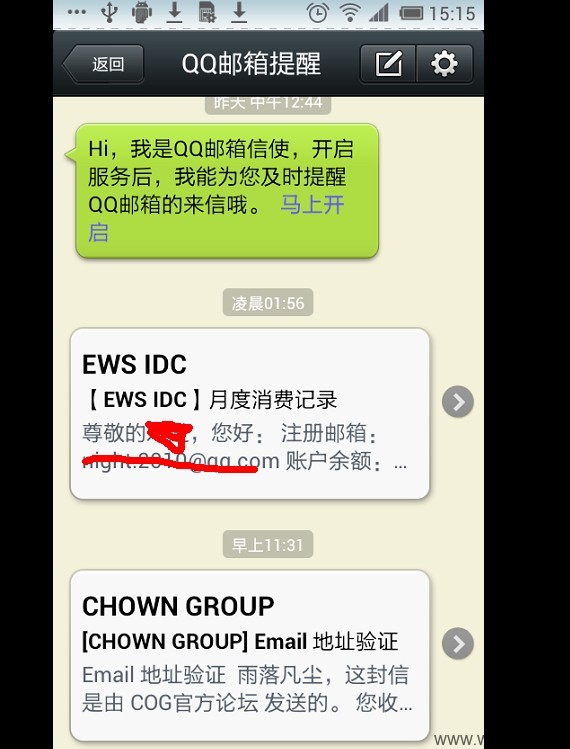 15:15
返回
QQ邮箱提醒
昨天 中午12:44
Hi，我是QQ邮箱信使，开启
服务后，我能为您及时提醒
QQ邮箱的来信哦。 马上开
启
凌晨01:56
EWS IDC
【EWS IDC】月度消费记录
尊敬的，您好： 注册邮箱：
night.2010@qq.com 账户余额：...
早上11:31
CHOWN GROUP
[CHOWN GROUP] Email 地址验证
Email 地址验证 雨落凡尘，这封信
是由 COG官方论坛 发送的。 您收...
www.